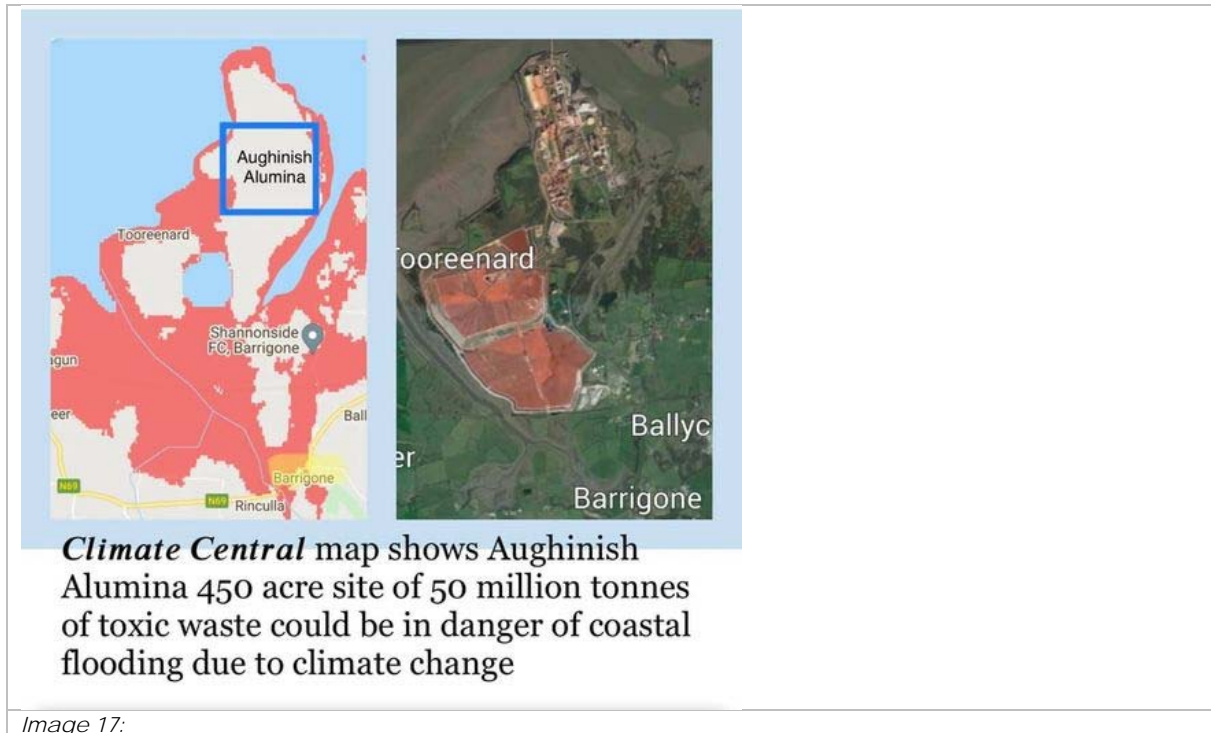 Aughinish
Alumina
Tooreenard
Shannonside
FC, Barrigone
agun
eer
Ball
N69
Barrigone
N69
Rinculla
ooreenard
Ballyc
er
Barrigone
Climate Central map shows Aughinish
Alumina 450 acre site of 50 million tonnes
of toxic waste could be in danger of coastal
flooding due to climate change
Image 17: